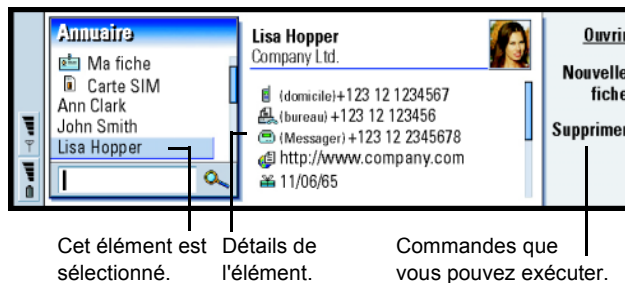 Annuaire
Ma fiche
Carte SIM
Ann Clark
John Smith
Lisa Hopper
Lisa Hopper
Company Ltd.
(domicile)+123 12 1234567
(bureau)+123 12 123456
(Messager)+123 12 2345678
http://www.company.com
11/06/65
Ouvrir
Nouvelle
fiche
Supprimer
Cet élément est
sélectionné.
Détails de
l'élément.
Commandes que
vous pouvez exécuter.